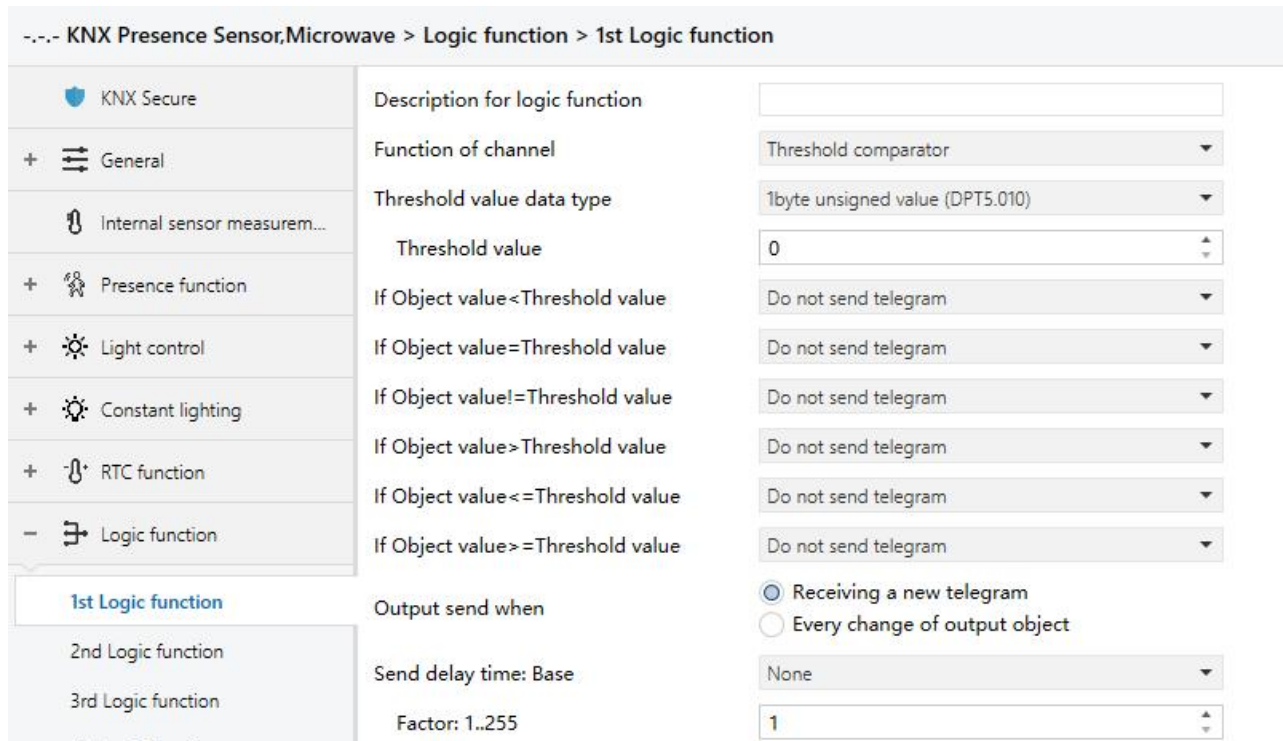 -.-.- KNX Presence Sensor,Microwave > Logic function > 1st Logic function
KNX Secure
General
Internal sensor measurem...
Presence function
Light control
Constant lighting
RTC function
Logic function
1st Logic function
2nd Logic function
3rd Logic function
Description for logic function
Function of channel Threshold comparator
Threshold value data type 1byte unsigned value (DPT5.010)
Threshold value 0
If Object value<Threshold value Do not send telegram
If Object value=Threshold value Do not send telegram
If Object value!=Threshold value Do not send telegram
If Object value>Threshold value Do not send telegram
If Object value<=Threshold value Do not send telegram
If Object value>=Threshold value Do not send telegram
Output send when Receiving a new telegram
Every change of output object
Send delay time: Base None
Factor: 1..255 1